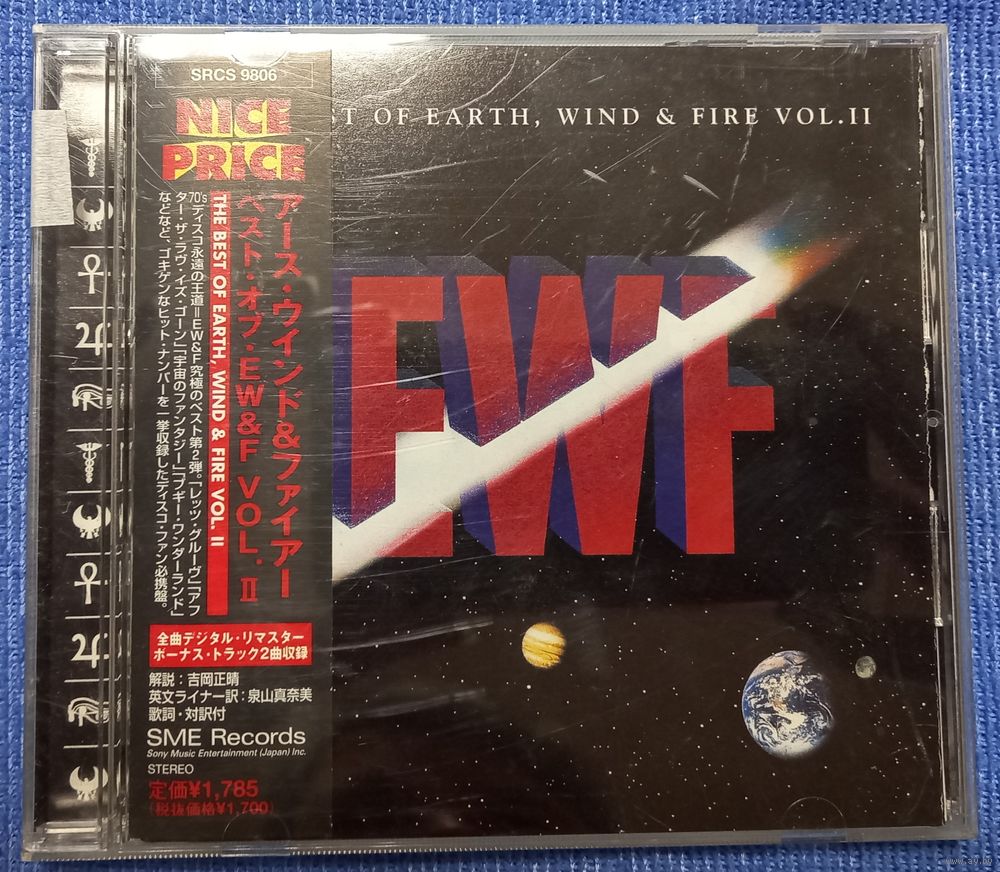 SRCS 9806
NICE
PRICE
ST OF EARTH, WIND & FIRE VOL.II
EWF
アース・ウインド&ファイアー
ベスト・オブ・EW&F VOL. II
THE BEST OF EARTH, WIND & FIRE VOL. II
70'sディスコ永遠の王道=EW&F究極のベスト第2弾。「レッツ・グルーヴ」「アフ
ター・ザ・ラヴ・イズ・ゴーン」「宇宙のファンタジー」「ブギー・ワンダーランド」
などなど、ゴキゲンなヒット・ナンバーを一挙収録したディスコ・ファン必携盤。
全曲デジタル・リマスター
ボーナス・トラック2曲収録
解説：吉岡正晴
英文ライナー訳：泉山真奈美
歌詞・対訳付
SME Records
Sony Music Entertainment (Japan) Inc.
STEREO
定価¥1,785
(税抜価格¥1,700)
www.ay.by